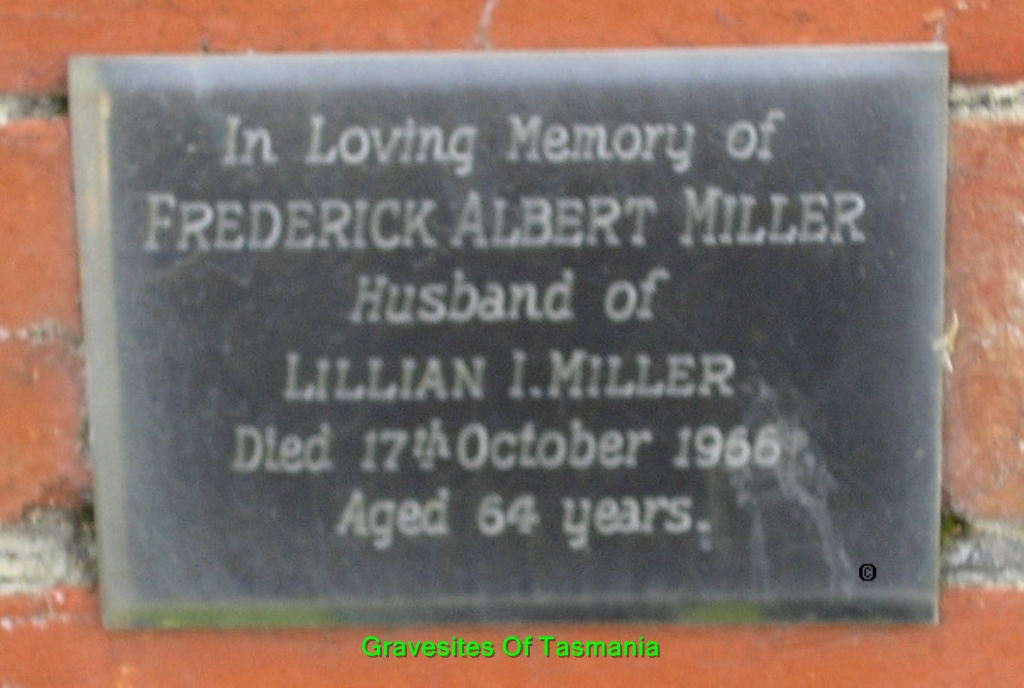 In Loving Memory of
FREDERICK ALBERT MILLER
Husband of
LILLIAN I. MILLER
Died 17th October 1966
Aged 64 years.
©
Gravesites Of Tasmania